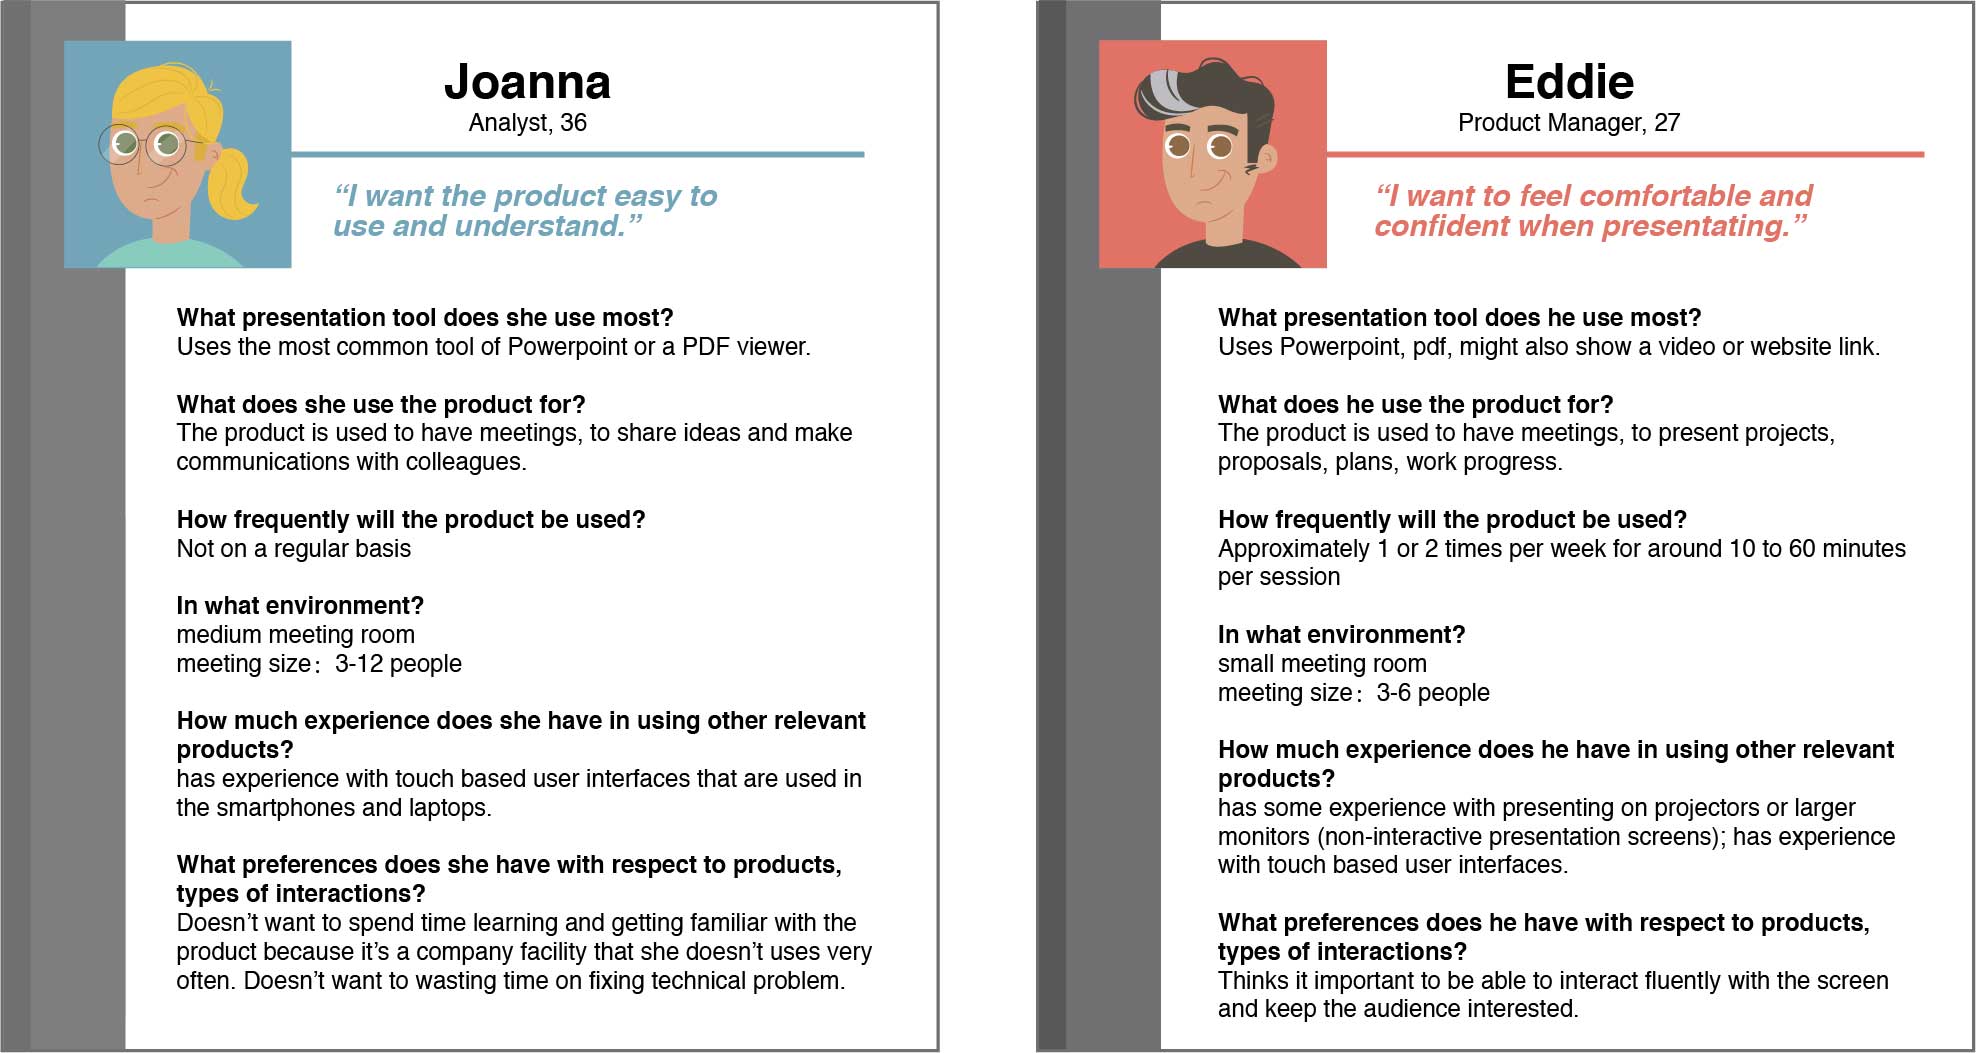 Joanna
Analyst, 36
“I want the product easy to
use and understand.”
What presentation tool does she use most?
Uses the most common tool of Powerpoint or a PDF viewer.
What does she use the product for?
The product is used to have meetings, to share ideas and make
communications with colleagues.
How frequently will the product be used?
Not on a regular basis
In what environment?
medium meeting room
meeting size：3-12 people
How much experience does she have in using other relevant
products?
has experience with touch based user interfaces that are used in
the smartphones and laptops.
What preferences does she have with respect to products,
types of interactions?
Doesn’t want to spend time learning and getting familiar with the
product because it’s a company facility that she doesn’t uses very
often. Doesn’t want to wasting time on fixing technical problem.
Eddie
Product Manager, 27
“I want to feel comfortable and
confident when presentating.”
What presentation tool does he use most?
Uses Powerpoint, pdf, might also show a video or website link.
What does he use the product for?
The product is used to have meetings, to present projects,
proposals, plans, work progress.
How frequently will the product be used?
Approximately 1 or 2 times per week for around 10 to 60 minutes
per session
In what environment?
small meeting room
meeting size：3-6 people
How much experience does he have in using other relevant
products?
has some experience with presenting on projectors or larger
monitors (non-interactive presentation screens); has experience
with touch based user interfaces.
What preferences does he have with respect to products,
types of interactions?
Thinks it important to be able to interact fluently with the screen
and keep the audience interested.